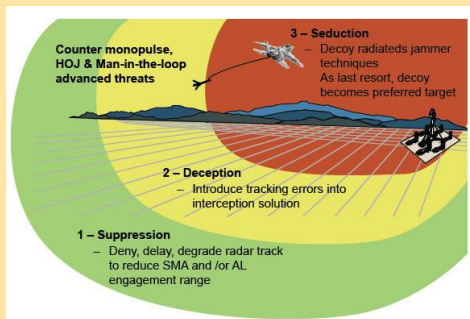 3 – Seduction
– Decoy radiateds jammer
techniques
As last resort, decoy
becomes preferred target
Counter monopulse,
HOJ & Man-in-the-loop
advanced threats
2 – Deception
– Introduce tracking errors into
interception solution
1 – Suppression
– Deny, delay, degrade radar track
to reduce SMA and /or AL
engagement range